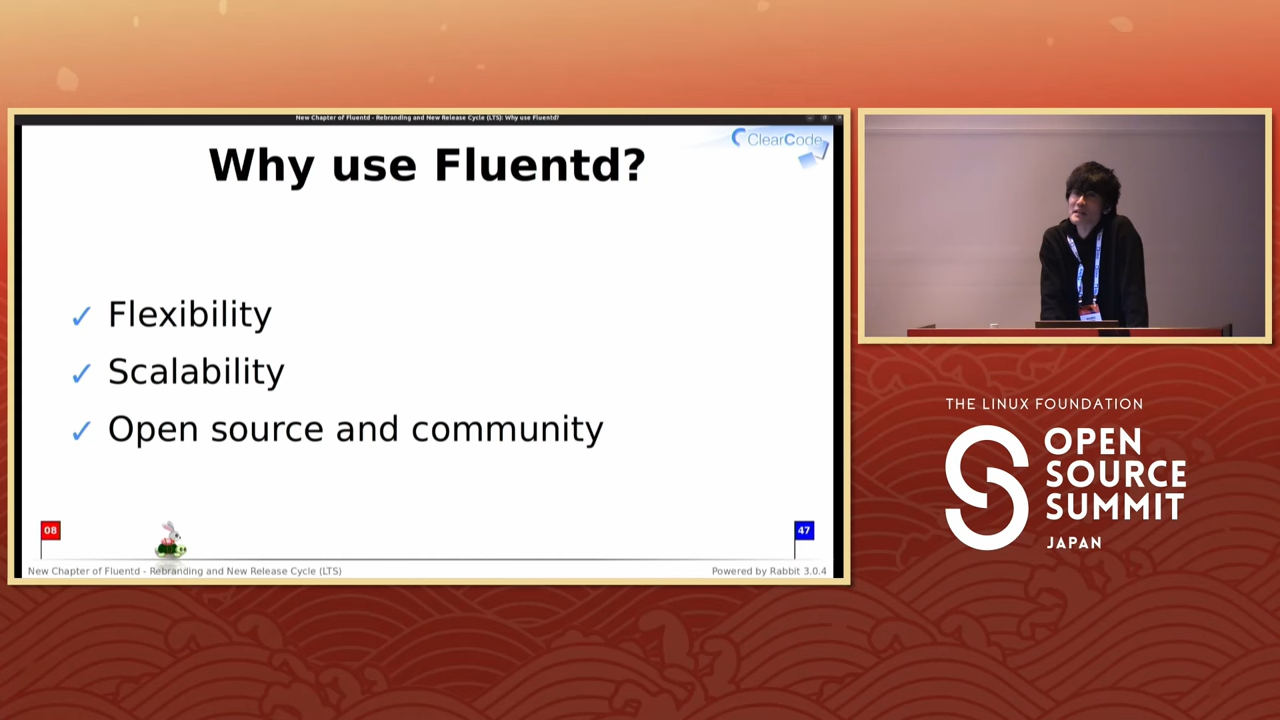 New Chapter of Fluentd - Rebranding and New Release Cycle (LTS): Why use Fluentd?
ClearCode
Why use Fluentd?
✓ Flexibility
✓ Scalability
✓ Open source and community
08
47
New Chapter of Fluentd - Rebranding and New Release Cycle (LTS)
Powered by Rabbit 3.0.4
THE LINUX FOUNDATION
OPEN
SOURCE
SUMMIT
JAPAN